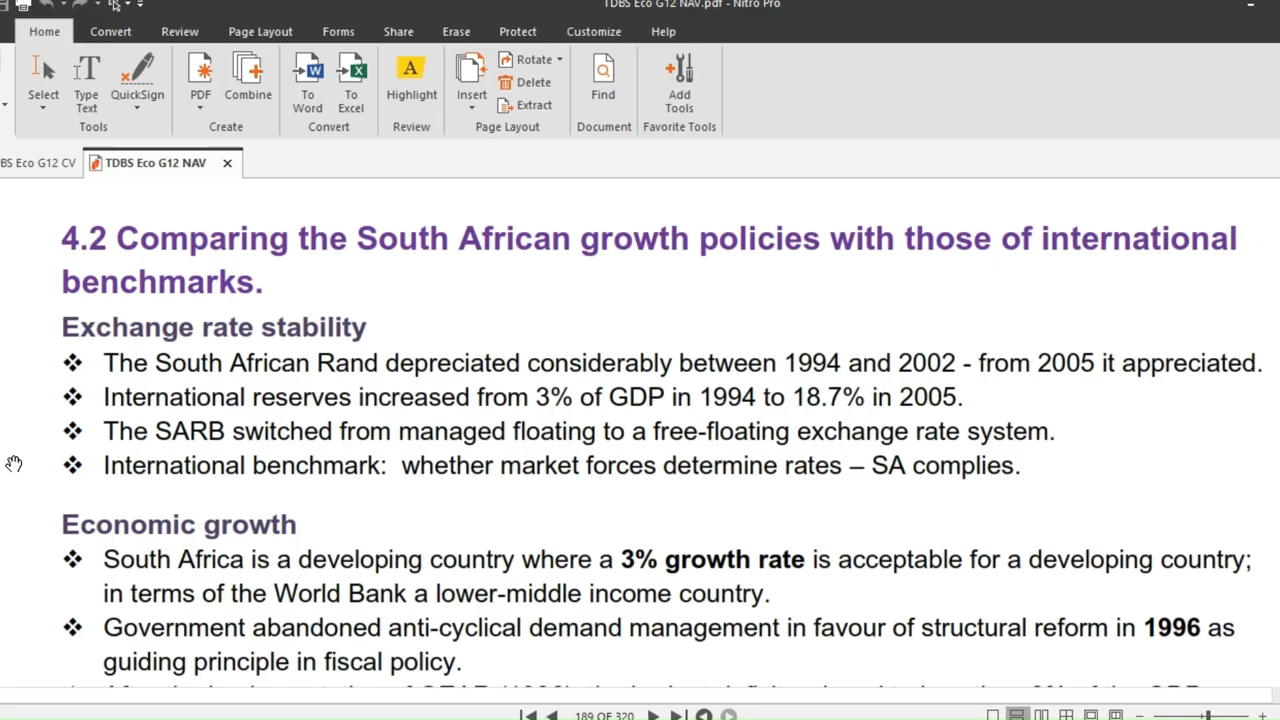 TDBS Eco G12 NAV.pdf - Nitro Pro
Home Convert Review Page Layout Forms Share Erase Protect Customize Help
Select Type Text QuickSign PDF Combine To Word To Excel Highlight Insert Rotate Delete Extract Find Add Tools
Tools Create Convert Review Page Layout Document Favorite Tools
BS Eco G12 CV TDBS Eco G12 NAV
4.2 Comparing the South African growth policies with those of international
benchmarks.
Exchange rate stability
❖ The South African Rand depreciated considerably between 1994 and 2002 - from 2005 it appreciated.
❖ International reserves increased from 3% of GDP in 1994 to 18.7% in 2005.
❖ The SARB switched from managed floating to a free-floating exchange rate system.
❖ International benchmark: whether market forces determine rates – SA complies.
Economic growth
❖ South Africa is a developing country where a 3% growth rate is acceptable for a developing country;
in terms of the World Bank a lower-middle income country.
❖ Government abandoned anti-cyclical demand management in favour of structural reform in 1996 as
guiding principle in fiscal policy.
189 OF 320